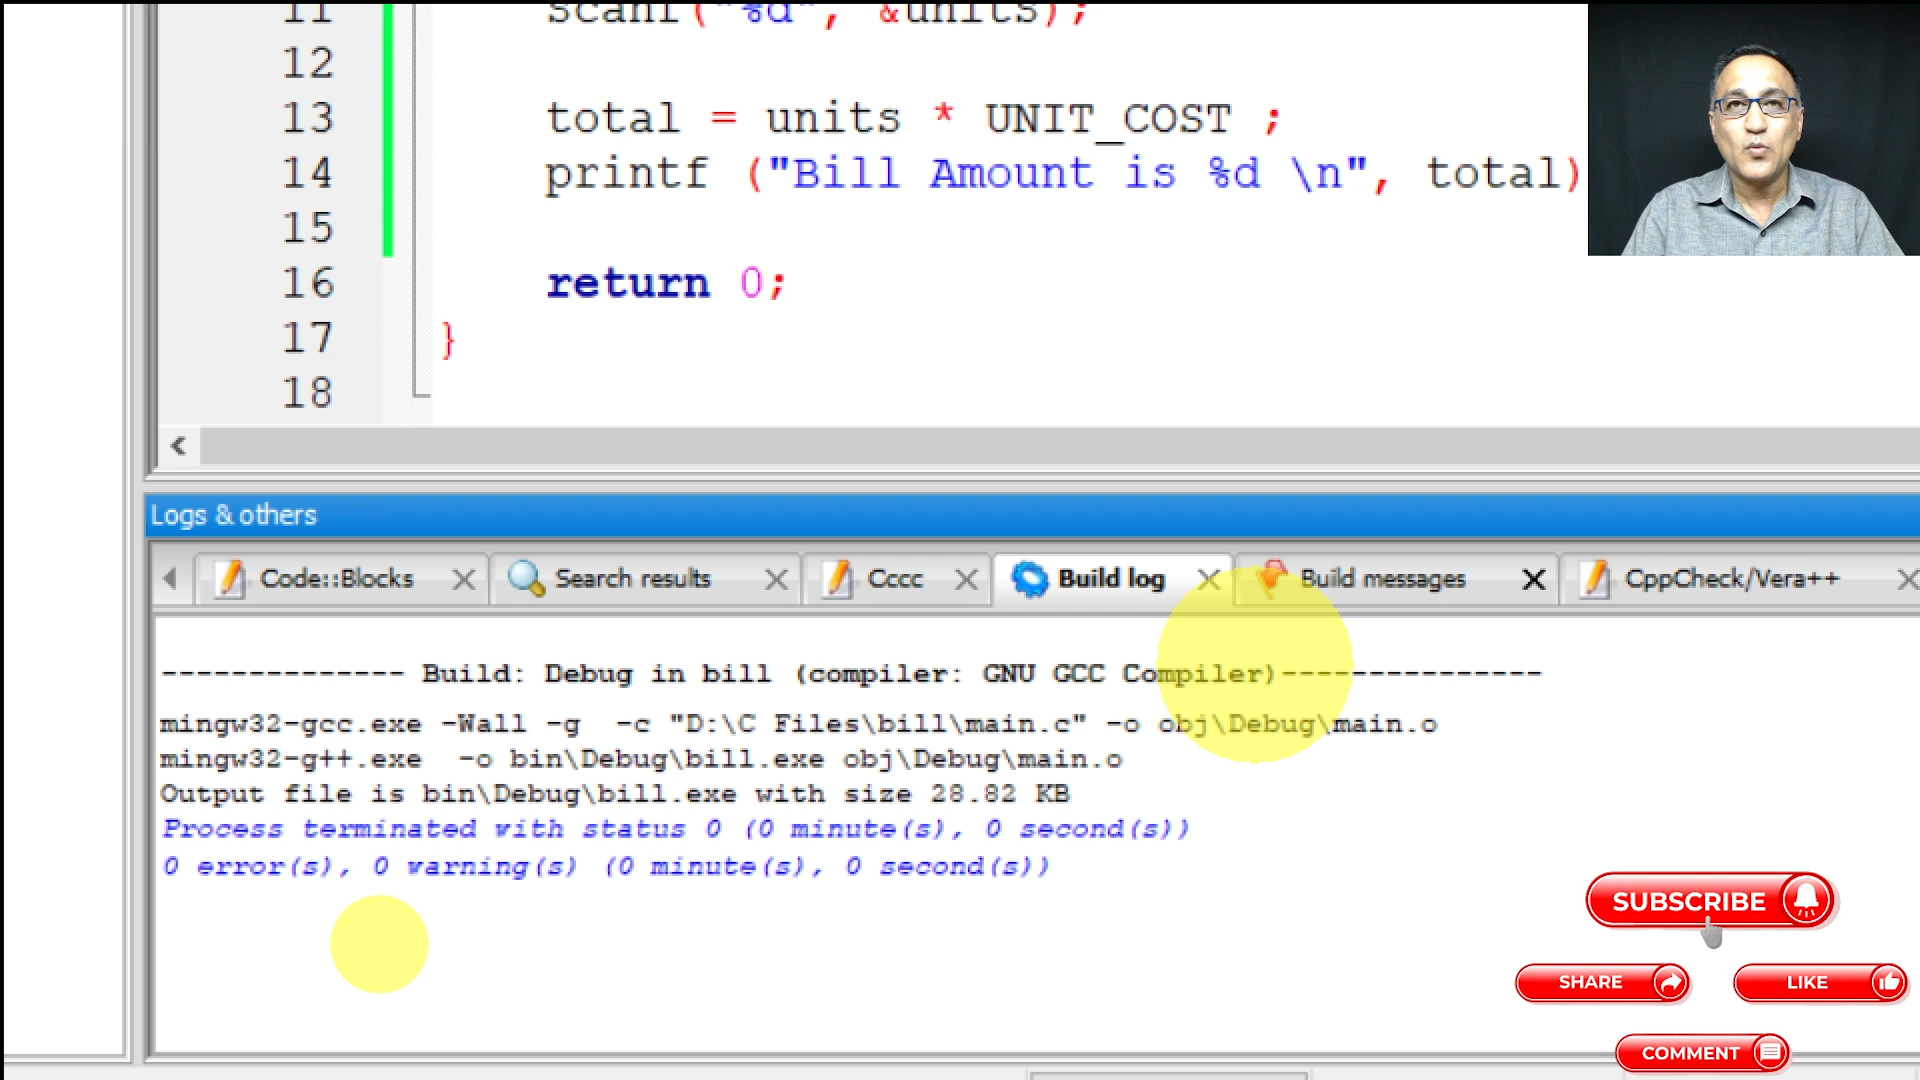 11 scanf("%d", &units);
12
13 total = units * UNIT_COST ;
14 printf ("Bill Amount is %d \n", total)
15
16 return 0;
17 }
18
Logs & others
Code::Blocks Search results Cccc Build log Build messages CppCheck/Vera++
-------------- Build: Debug in bill (compiler: GNU GCC Compiler)---------------
mingw32-gcc.exe -Wall -g  -c "D:\C Files\bill\main.c" -o obj\Debug\main.o
mingw32-g++.exe  -o bin\Debug\bill.exe obj\Debug\main.o
Output file is bin\Debug\bill.exe with size 28.82 KB
Process terminated with status 0 (0 minute(s), 0 second(s))
0 error(s), 0 warning(s) (0 minute(s), 0 second(s))
SUBSCRIBE
SHARE LIKE
COMMENT